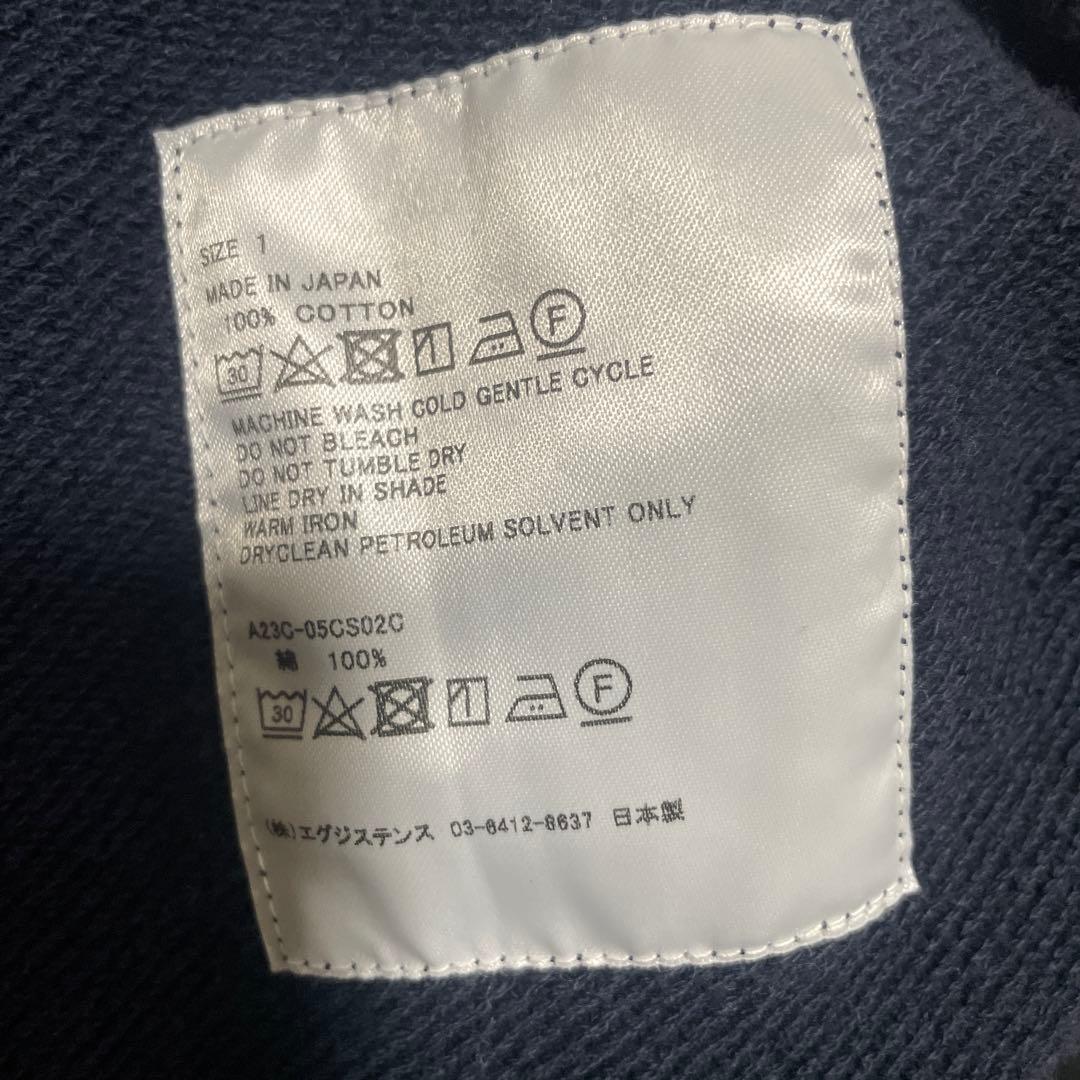 SIZE 1
MADE IN JAPAN
100% COTTON
30 F
MACHINE WASH COLD GENTLE CYCLE
DO NOT BLEACH
DO NOT TUMBLE DRY
LINE DRY IN SHADE
WARM IRON
DRYCLEAN PETROLEUM SOLVENT ONLY
A23C-05CS02C
綿 100%
30 F
(株)エグジステンス 03-6412-8637 日本製